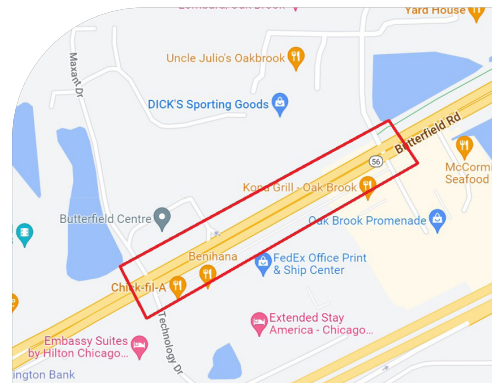 Yard House
Uncle Julio's Oakbrook
Maxant Dr
DICK'S Sporting Goods
Butterfield Rd
56
McCorm
Seafood
Kona Grill - Oak Brook
Butterfield Centre
Oak Brook Promenade
Benihana
FedEx Office Print
& Ship Center
Chick-fil-A
Technology Dr
Extended Stay
America - Chicago...
Embassy Suites
by Hilton Chicago...
ington Bank